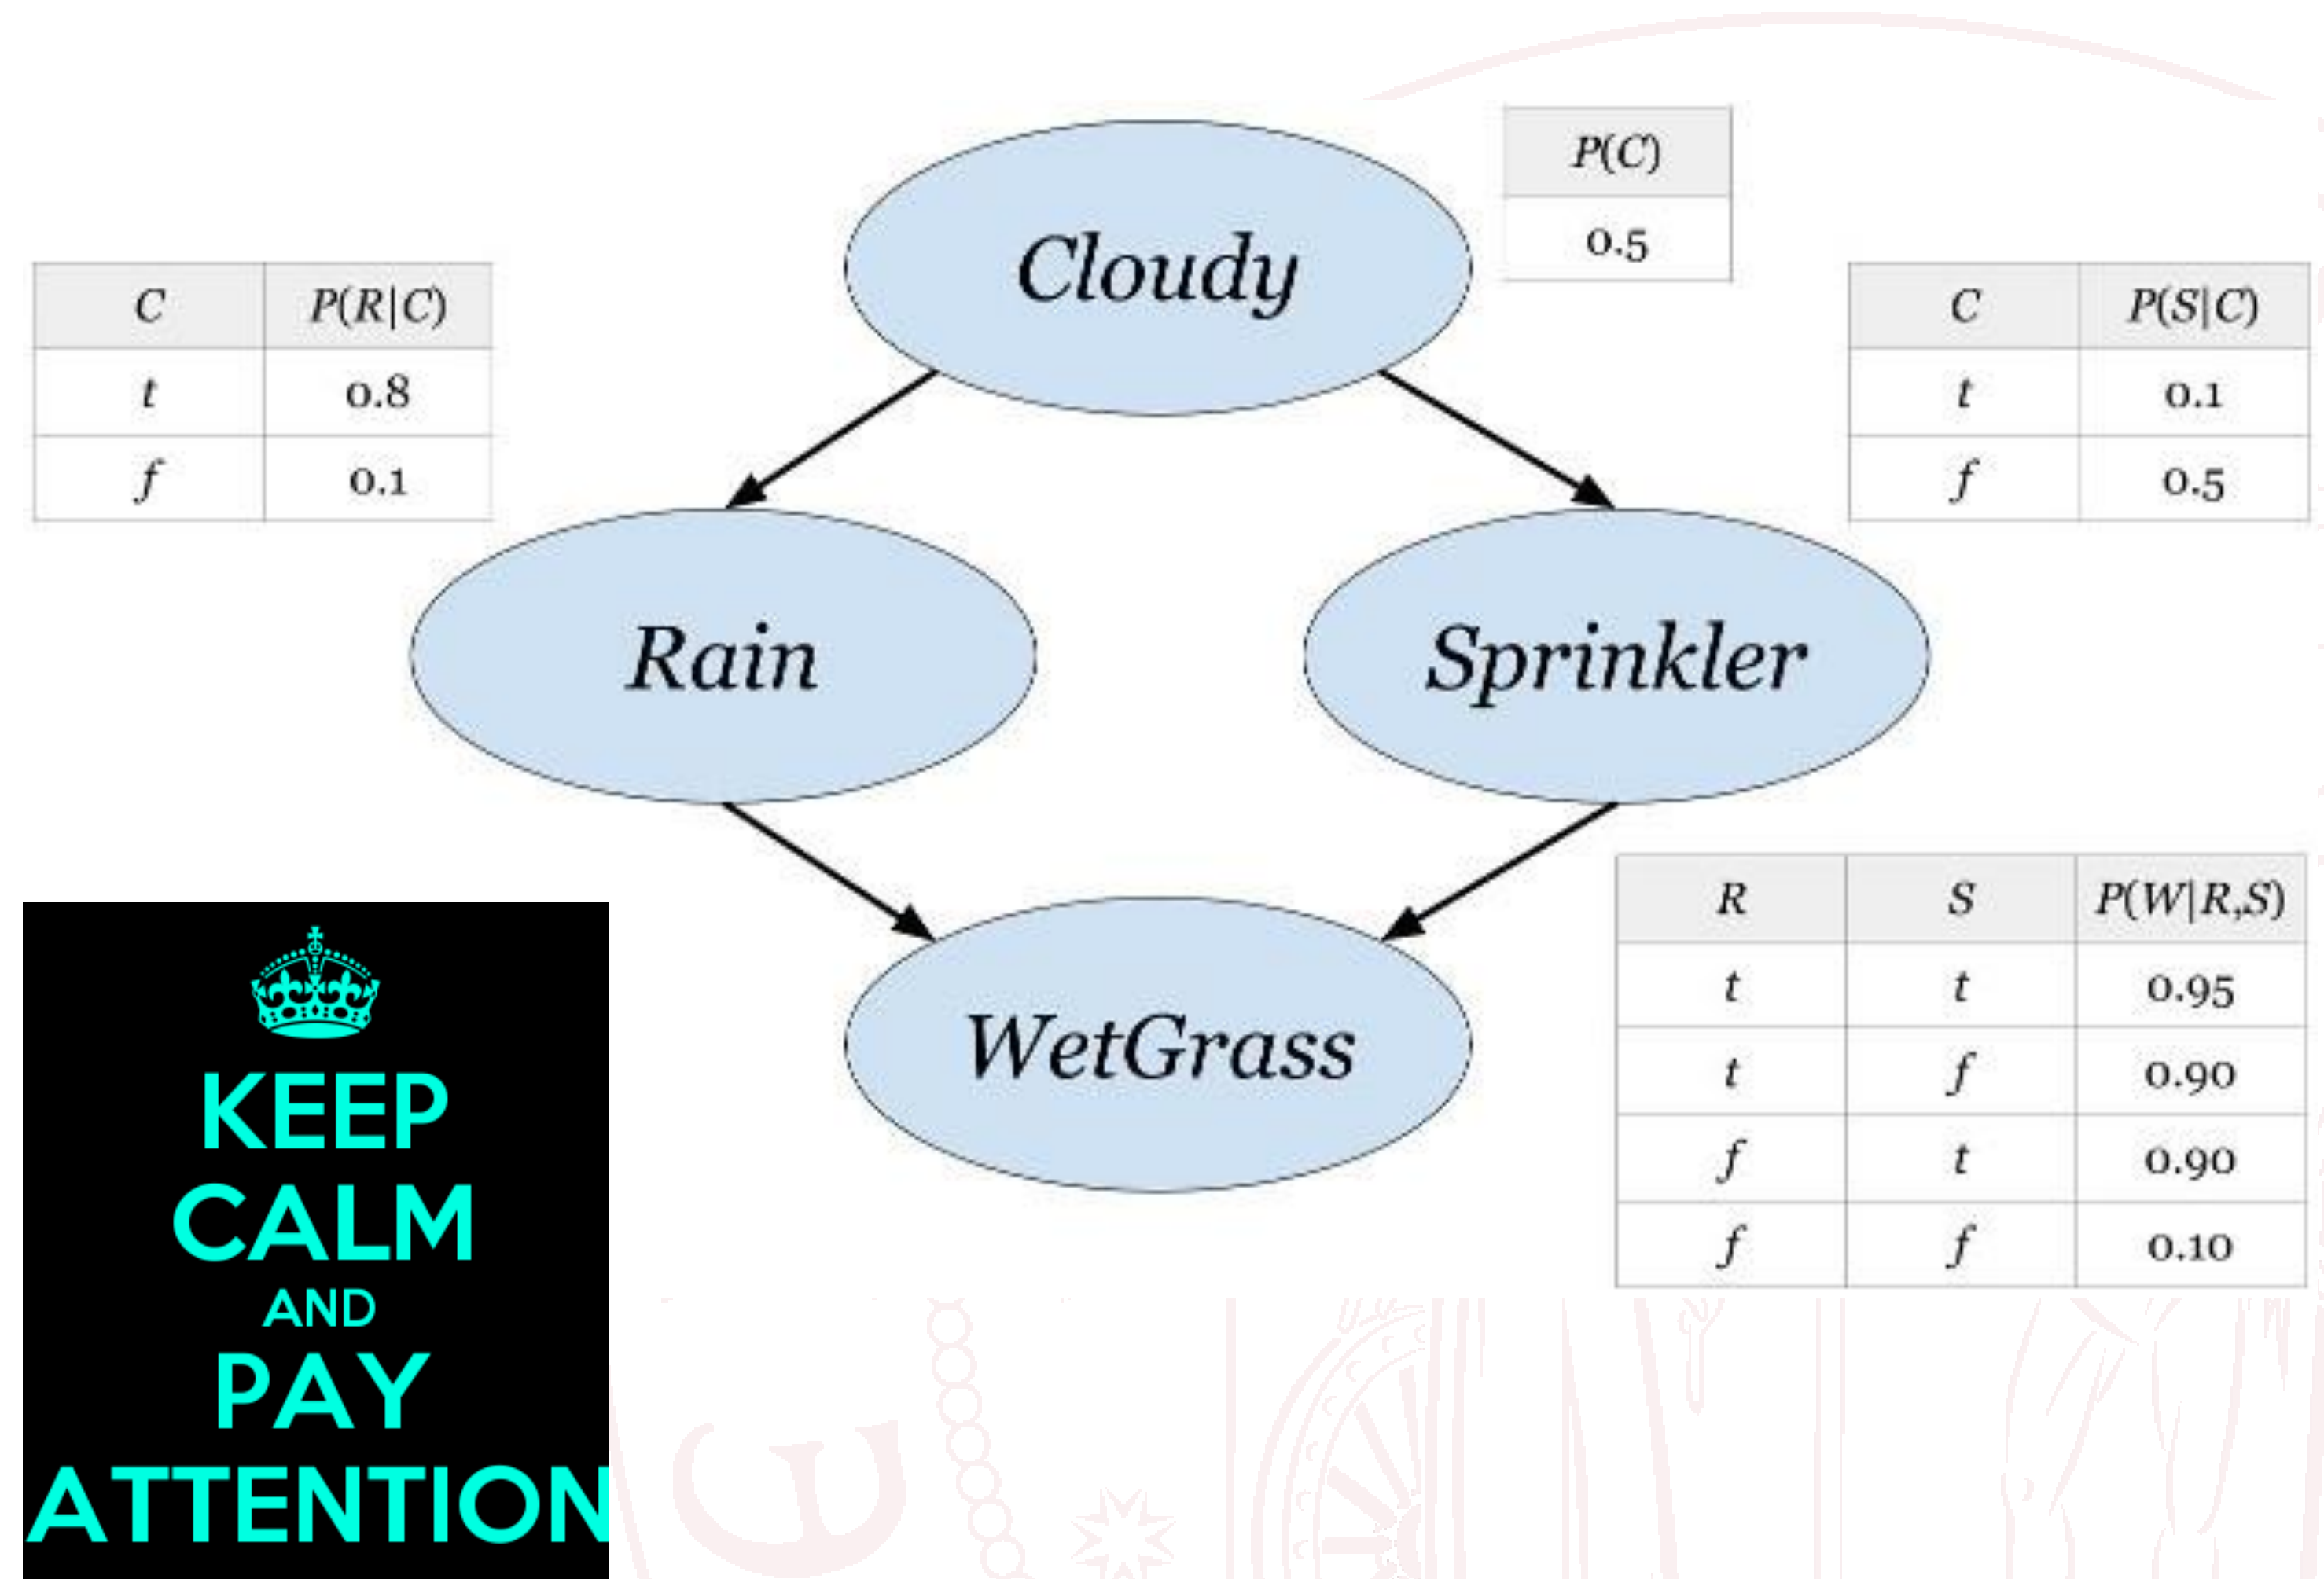 Cloudy
P(C)
0.5
C P(R|C)
t 0.8
f 0.1
C P(S|C)
t 0.1
f 0.5
Rain
Sprinkler
WetGrass
R S P(W|R,S)
t t 0.95
t f 0.90
f t 0.90
f f 0.10
KEEP
CALM
AND
PAY
ATTENTION